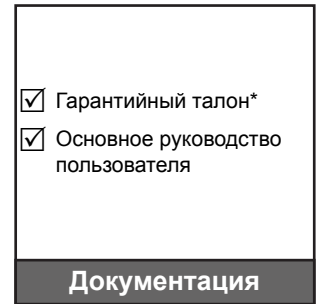 ☑ Гарантийный талон*
☑ Основное руководство
пользователя
Документация